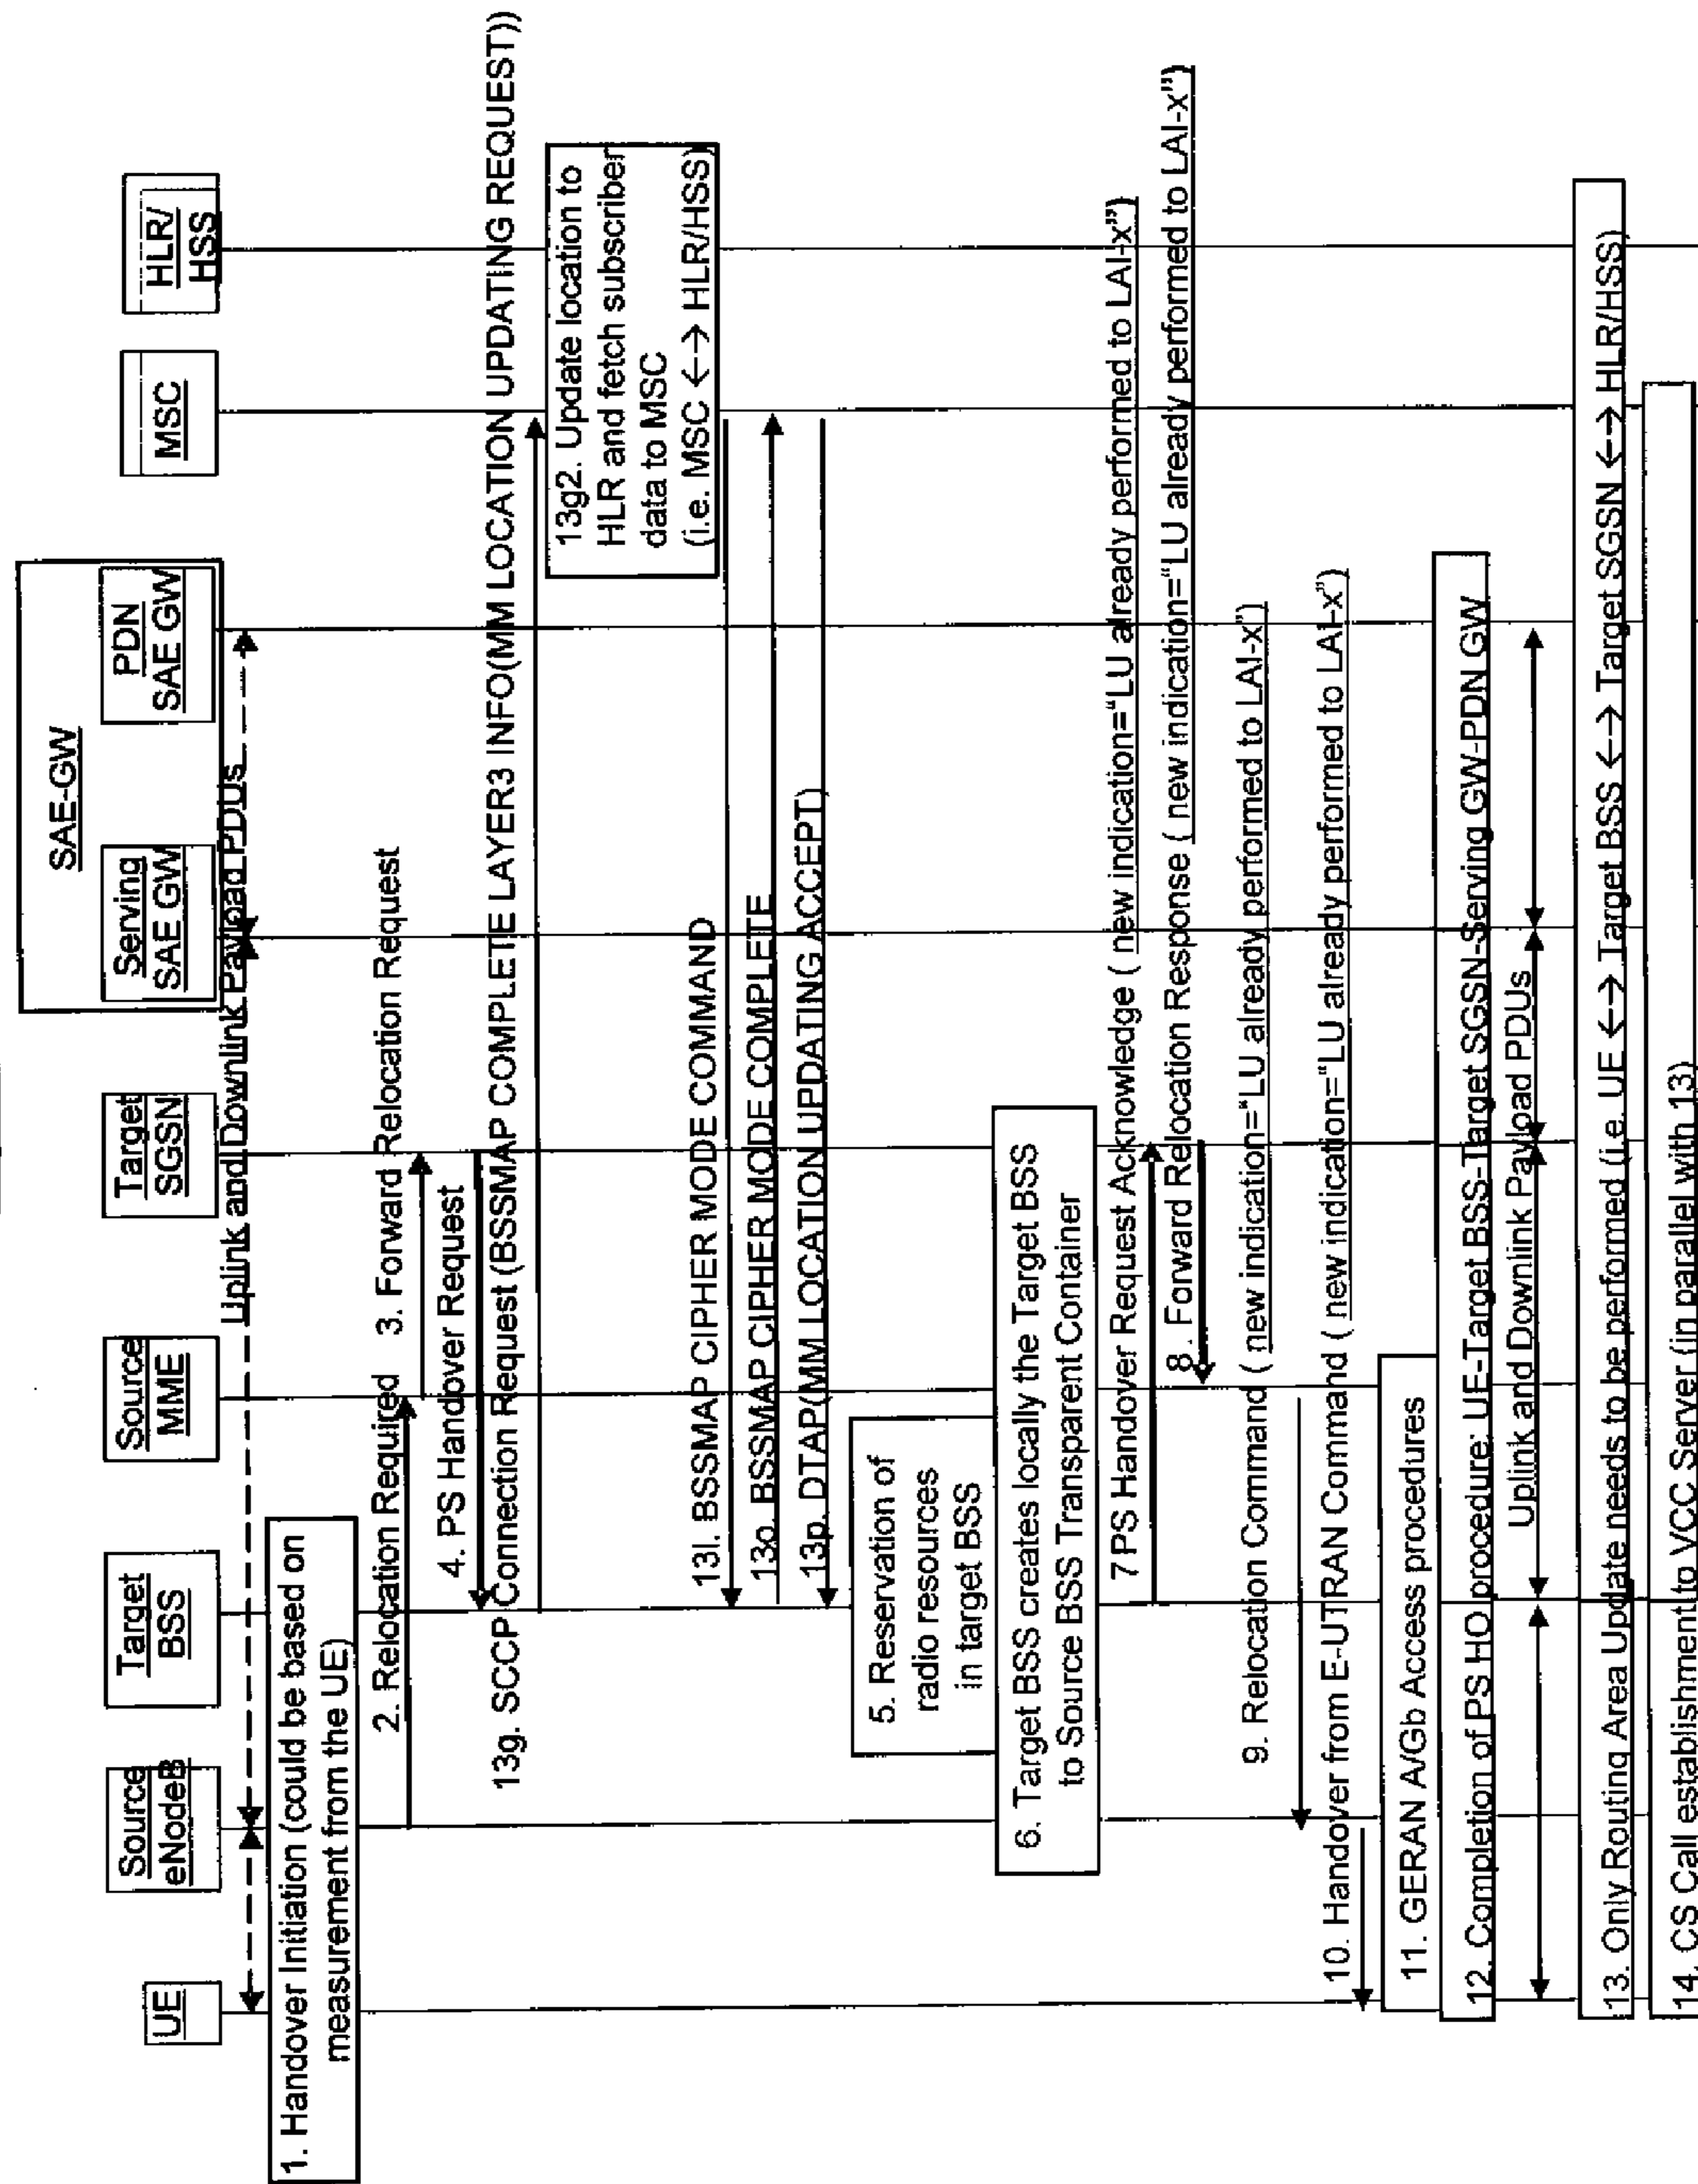 SAE-GW
UE
Source
eNodeB
Target
BSS
Source
MME
Target
SGSN
Serving
SAE GW
PDN
SAE GW
MSC
HLR/
HSS
Uplink and Downlink Payload PDUs
1. Handover Initiation (could be based on
measurement from the UE)
2. Relocation Required
3. Forward Relocation Request
4. PS Handover Request
13g. SCCP Connection Request (BSSMAP COMPLETE LAYER3 INFO(MM LOCATION UPDATING REQUEST))
13g2. Update location to
HLR and fetch subscriber
data to MSC
(i.e. MSC ←→ HLR/HSS)
13l. BSSMAP CIPHER MODE COMMAND
13o. BSSMAP CIPHER MODE COMPLETE
13p. DTAP(MM LOCATION UPDATING ACCEPT)
5. Reservation of
radio resources
in target BSS
6. Target BSS creates locally the Target BSS
to Source BSS Transparent Container
7PS Handover Request Acknowledge ( new indication="LU already performed to LAI-x")
8. Forward Relocation Response ( new indication="LU already performed to LAI-x")
9. Relocation Command ( new indication="LU already performed to LAI-x")
10. Handover from E-UTRAN Command ( new indication="LU already performed to LAI-x")
11. GERAN A/Gb Access procedures
12. Completion of PS HO procedure: UE-Target BSS-Target SGSN-Serving GW-PDN GW
Uplink and Downlink Payload PDUs
13. Only Routing Area Update needs to be performed (i.e. UE ←→ Target BSS ←→ Target SGSN ←→ HLR/HSS)
14. CS Call establishment to VCC Server (in parallel with 13)